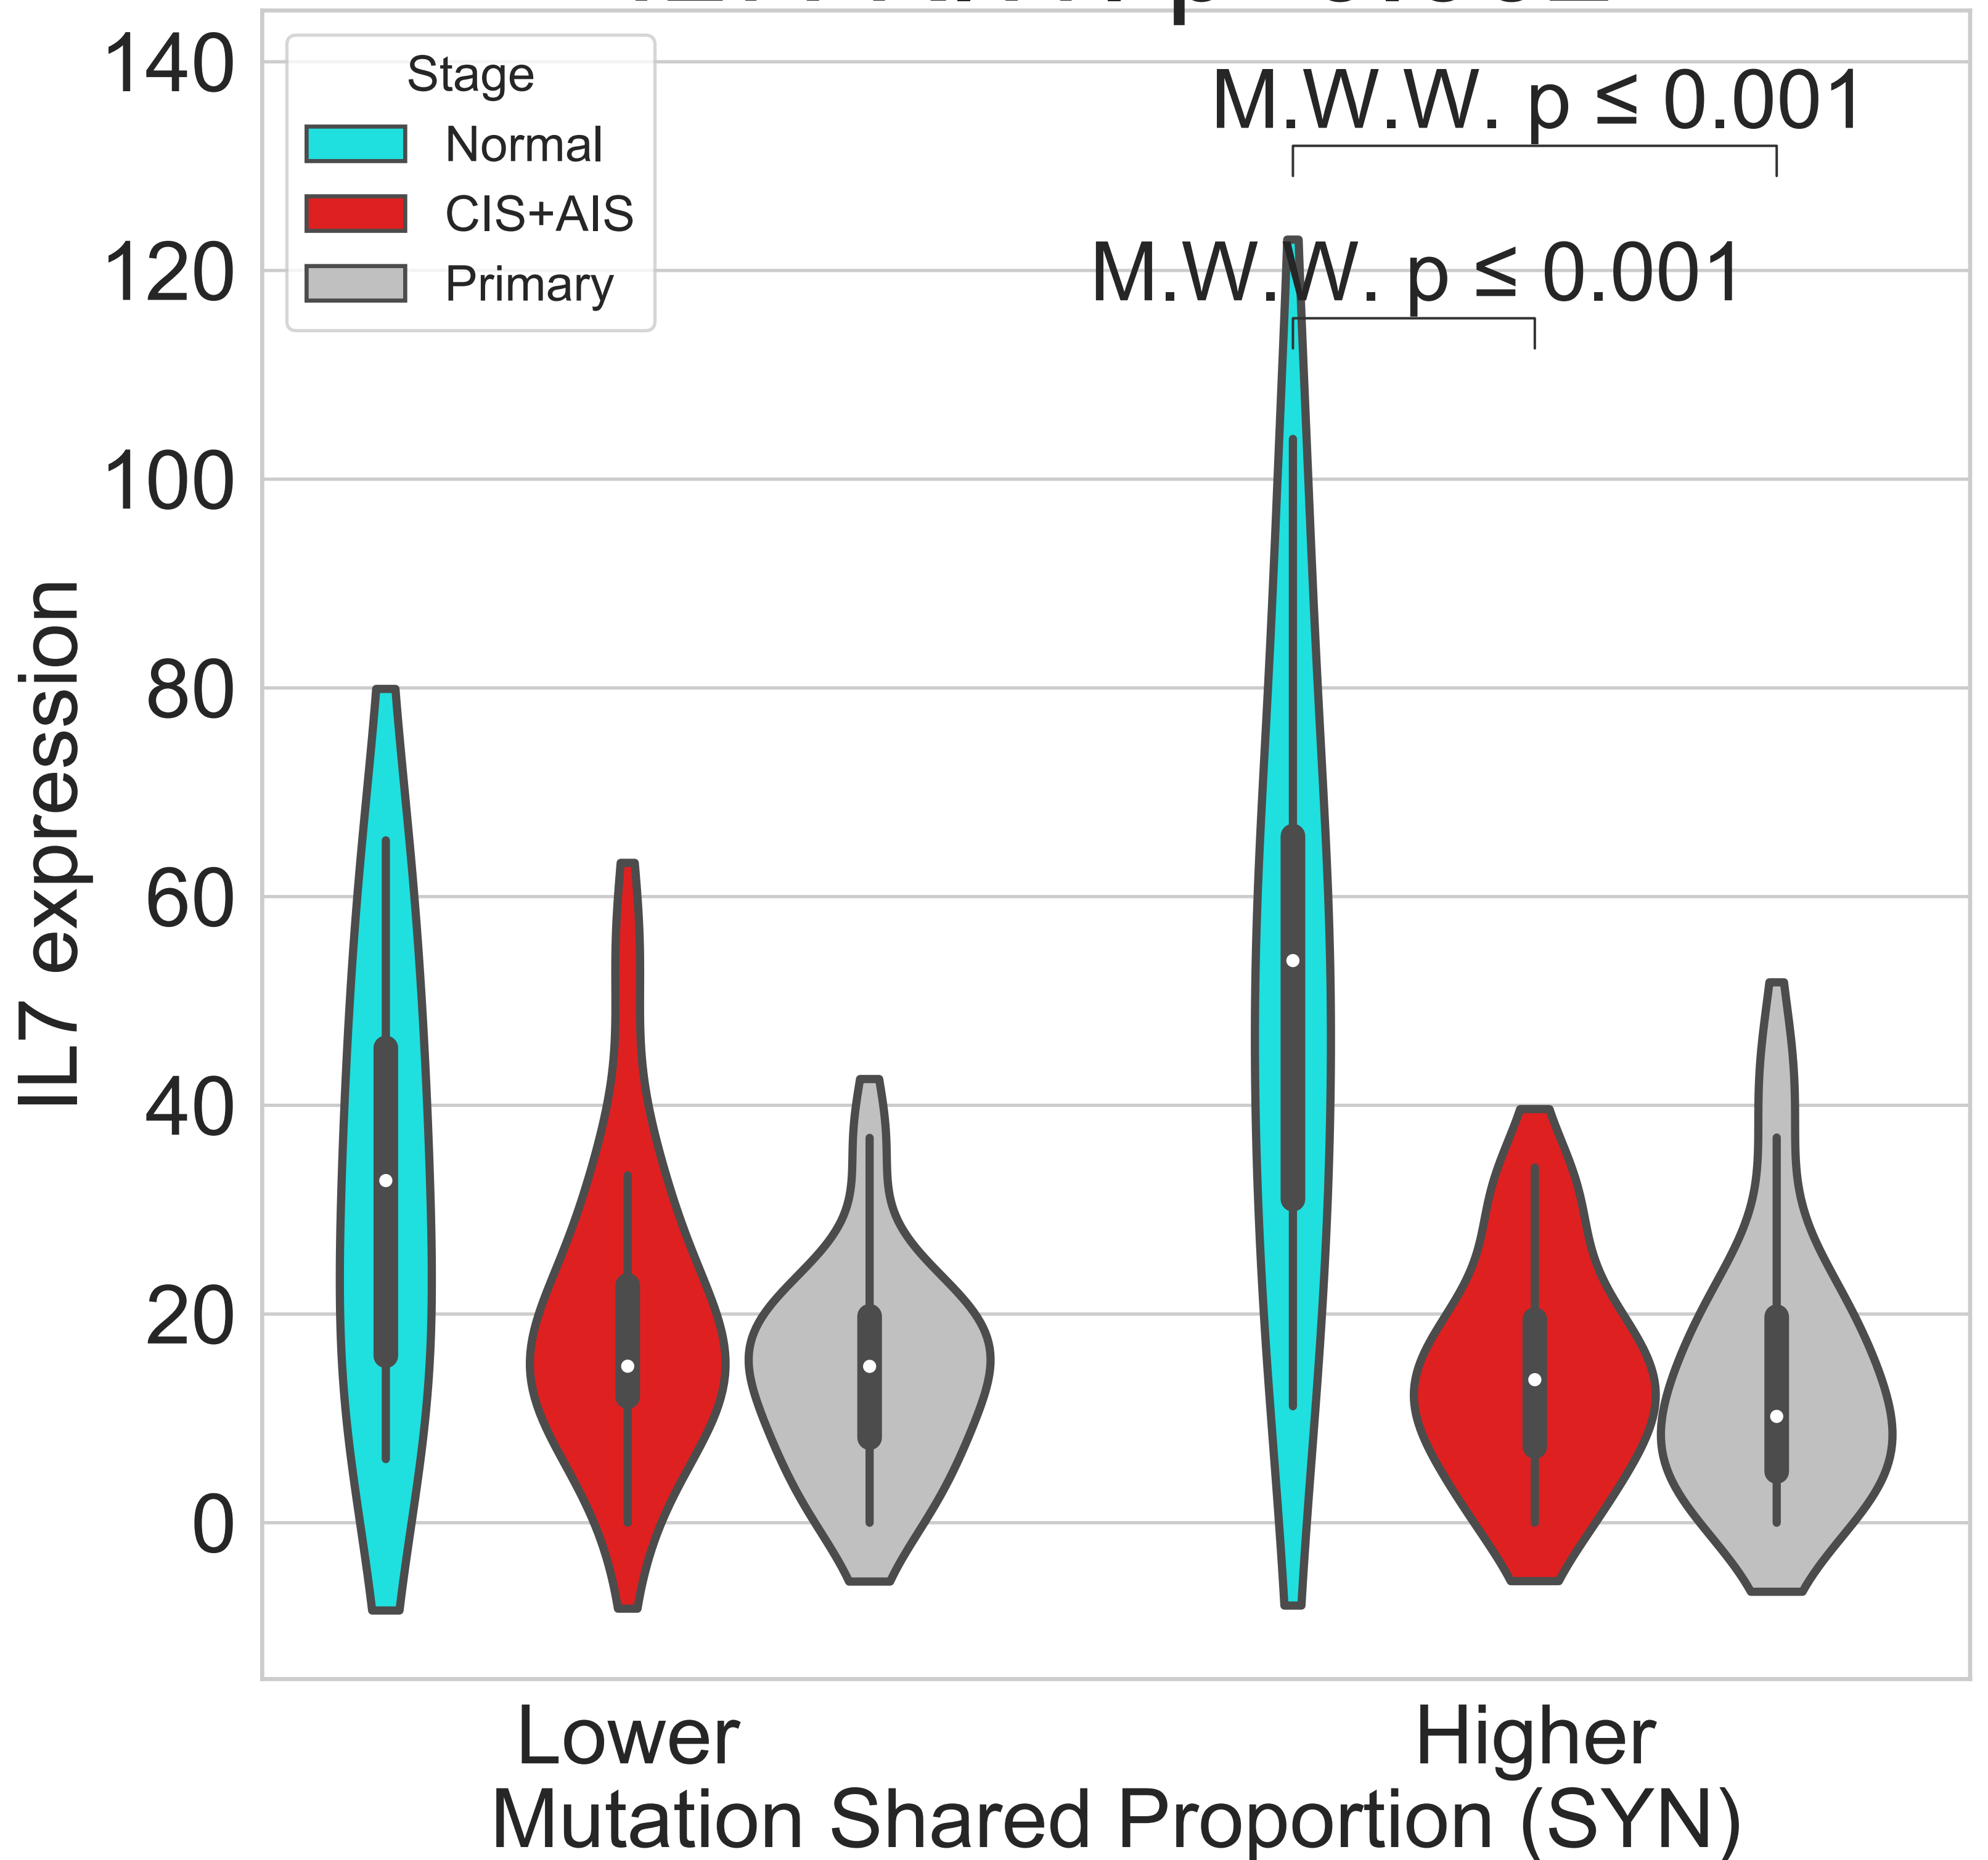 140
120
100
80
60
40
20
0
IL7 expression
Stage
Normal
CIS+AIS
Primary
M.W.W. p ≤ 0.001
M.W.W. p ≤ 0.001
Lower
Higher
Mutation Shared Proportion (SYN)